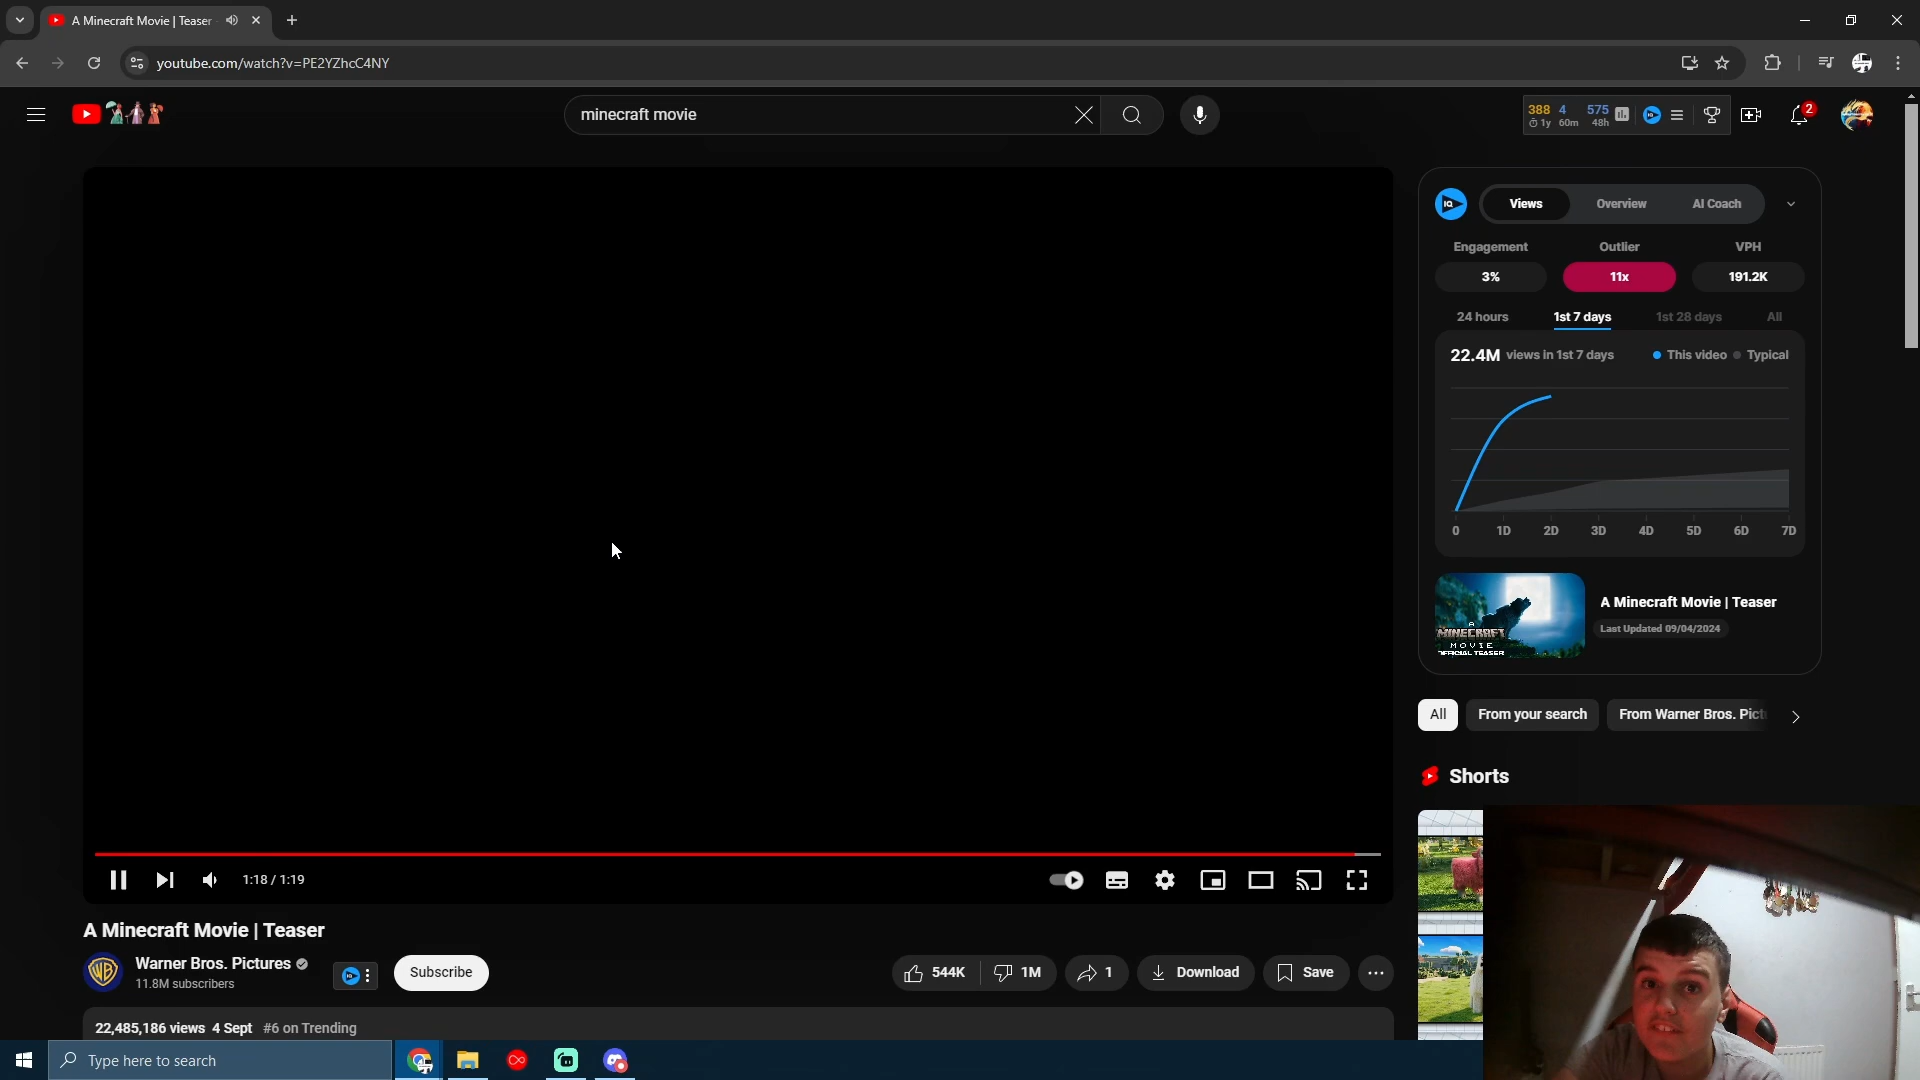 A Minecraft Movie | Teaser
youtube.com/watch?v=PE2YZhcC4NY
minecraft movie
388 4 575
1y 60m 48h
2
Views Overview AI Coach
Engagement Outlier VPH
3% 11x 191.2K
24 hours 1st 7 days 1st 28 days All
22.4M views in 1st 7 days This video Typical
0 1D 2D 3D 4D 5D 6D 7D
A
MINECRAFT
MOVIE
OFFICIAL TEASER
A Minecraft Movie | Teaser
Last Updated 09/04/2024
All From your search From Warner Bros. Pict
Shorts
1:18 / 1:19
A Minecraft Movie | Teaser
Warner Bros. Pictures
11.8M subscribers
Subscribe
544K 1M 1 Download Save
22,485,186 views 4 Sept #6 on Trending
Type here to search